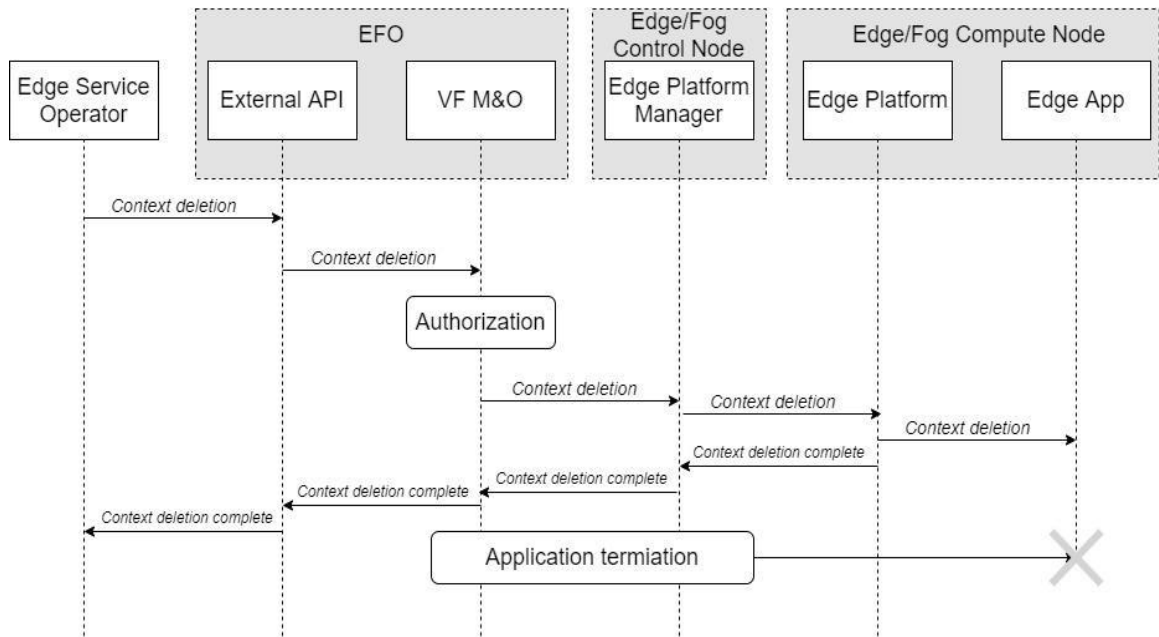 EFO
Edge/Fog
Control Node
Edge/Fog Compute Node
Edge Service
Operator
External API
VF M&O
Edge Platform
Manager
Edge Platform
Edge App
Context deletion
Context deletion
Authorization
Context deletion
Context deletion
Context deletion
Context deletion complete
Context deletion complete
Context deletion complete
Context deletion complete
Application termiation